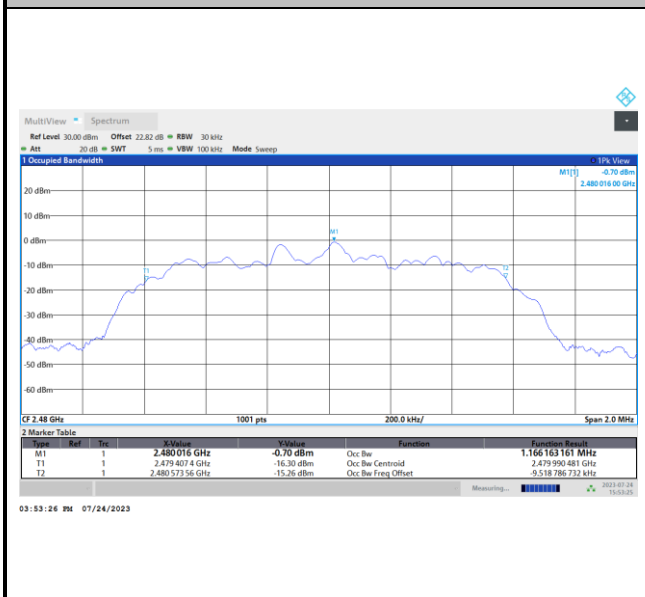 MultiView Spectrum
Ref Level 30.00 dBm Offset 22.82 dB RBW 30 kHz
Att 20 dB SWT 5 ms VBW 100 kHz Mode Sweep
1 Occupied Bandwidth 1Pk View
M1[1] -0.70 dBm
2.480 016 00 GHz
20 dBm
10 dBm
M1
0 dBm
-10 dBm
T1 T2
-20 dBm
-30 dBm
-40 dBm
-50 dBm
-60 dBm
CF 2.48 GHz 1001 pts 200.0 kHz/ Span 2.0 MHz
2 Marker Table
Type Ref Trc X-Value Y-Value Function Function Result
M1 1 2.480 016 GHz -0.70 dBm Occ Bw 1.166 163 161 MHz
T1 1 2.479 407 4 GHz -16.30 dBm Occ Bw Centroid 2.479 990 481 GHz
T2 1 2.480 573 56 GHz -15.26 dBm Occ Bw Freq Offset -9.518 786 732 kHz
Measuring... 2023-07-24
15:53:25
03:53:26 PM 07/24/2023